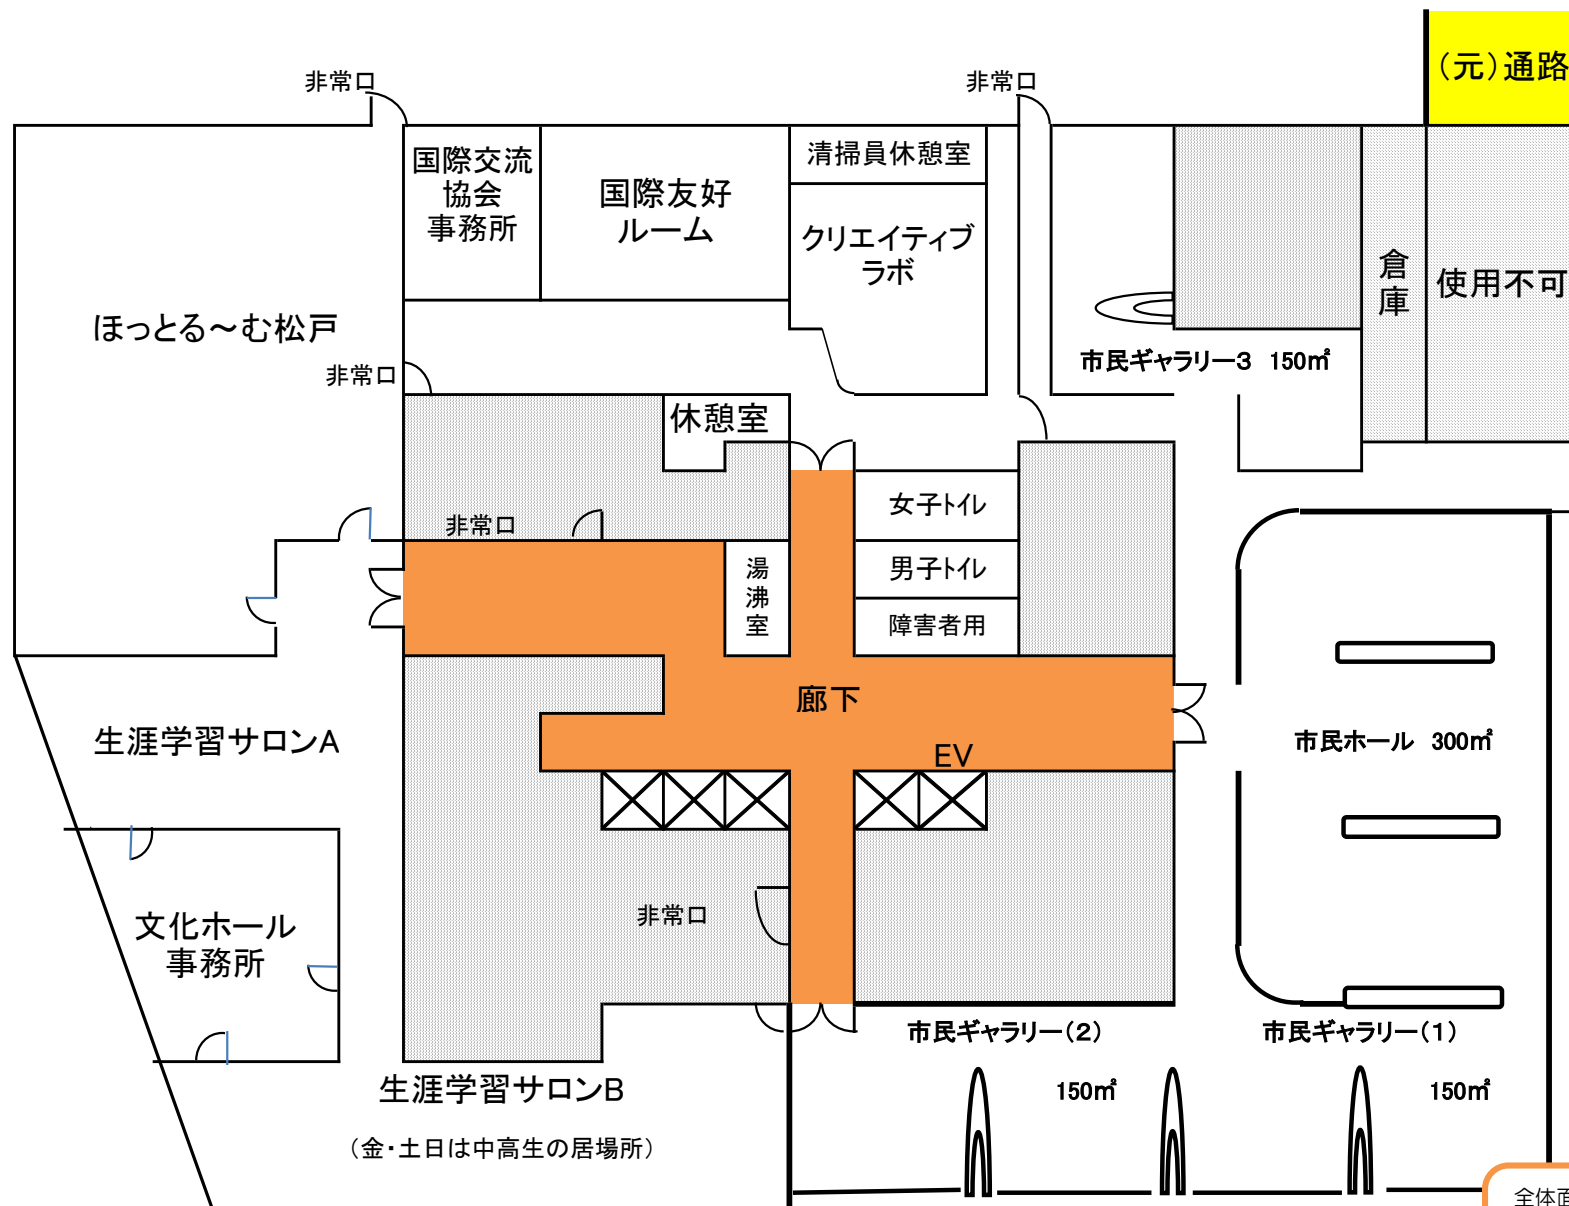 (元)通路
非常口
非常口
国際交流
協会
事務所
国際友好
ルーム
清掃員休憩室
クリエイティブ
ラボ
倉庫
使用不可
ほっとる～む松戸
市民ギャラリー3 150㎡
非常口
休憩室
女子トイレ
非常口
男子トイレ
湯沸室
障害者用
廊下
生涯学習サロンA
市民ホール 300㎡
EV
文化ホール
事務所
非常口
市民ギャラリー(2)
市民ギャラリー(1)
生涯学習サロンB
150㎡
150㎡
(金・土日は中高生の居場所)
全体面